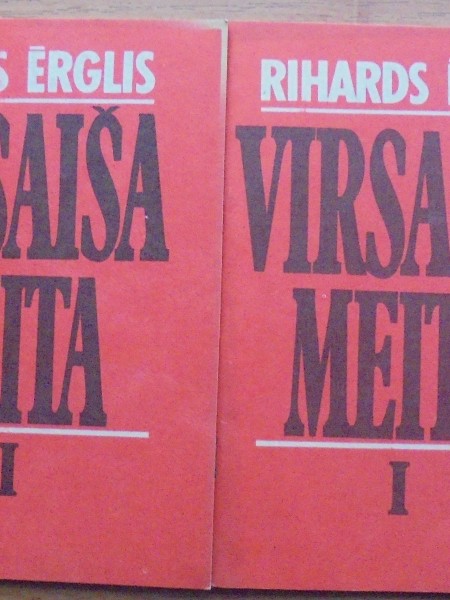 S ĒRGLIS
SAIŠA
ITA
I
RIHARDS Ē
VIRSA
MEIT
I